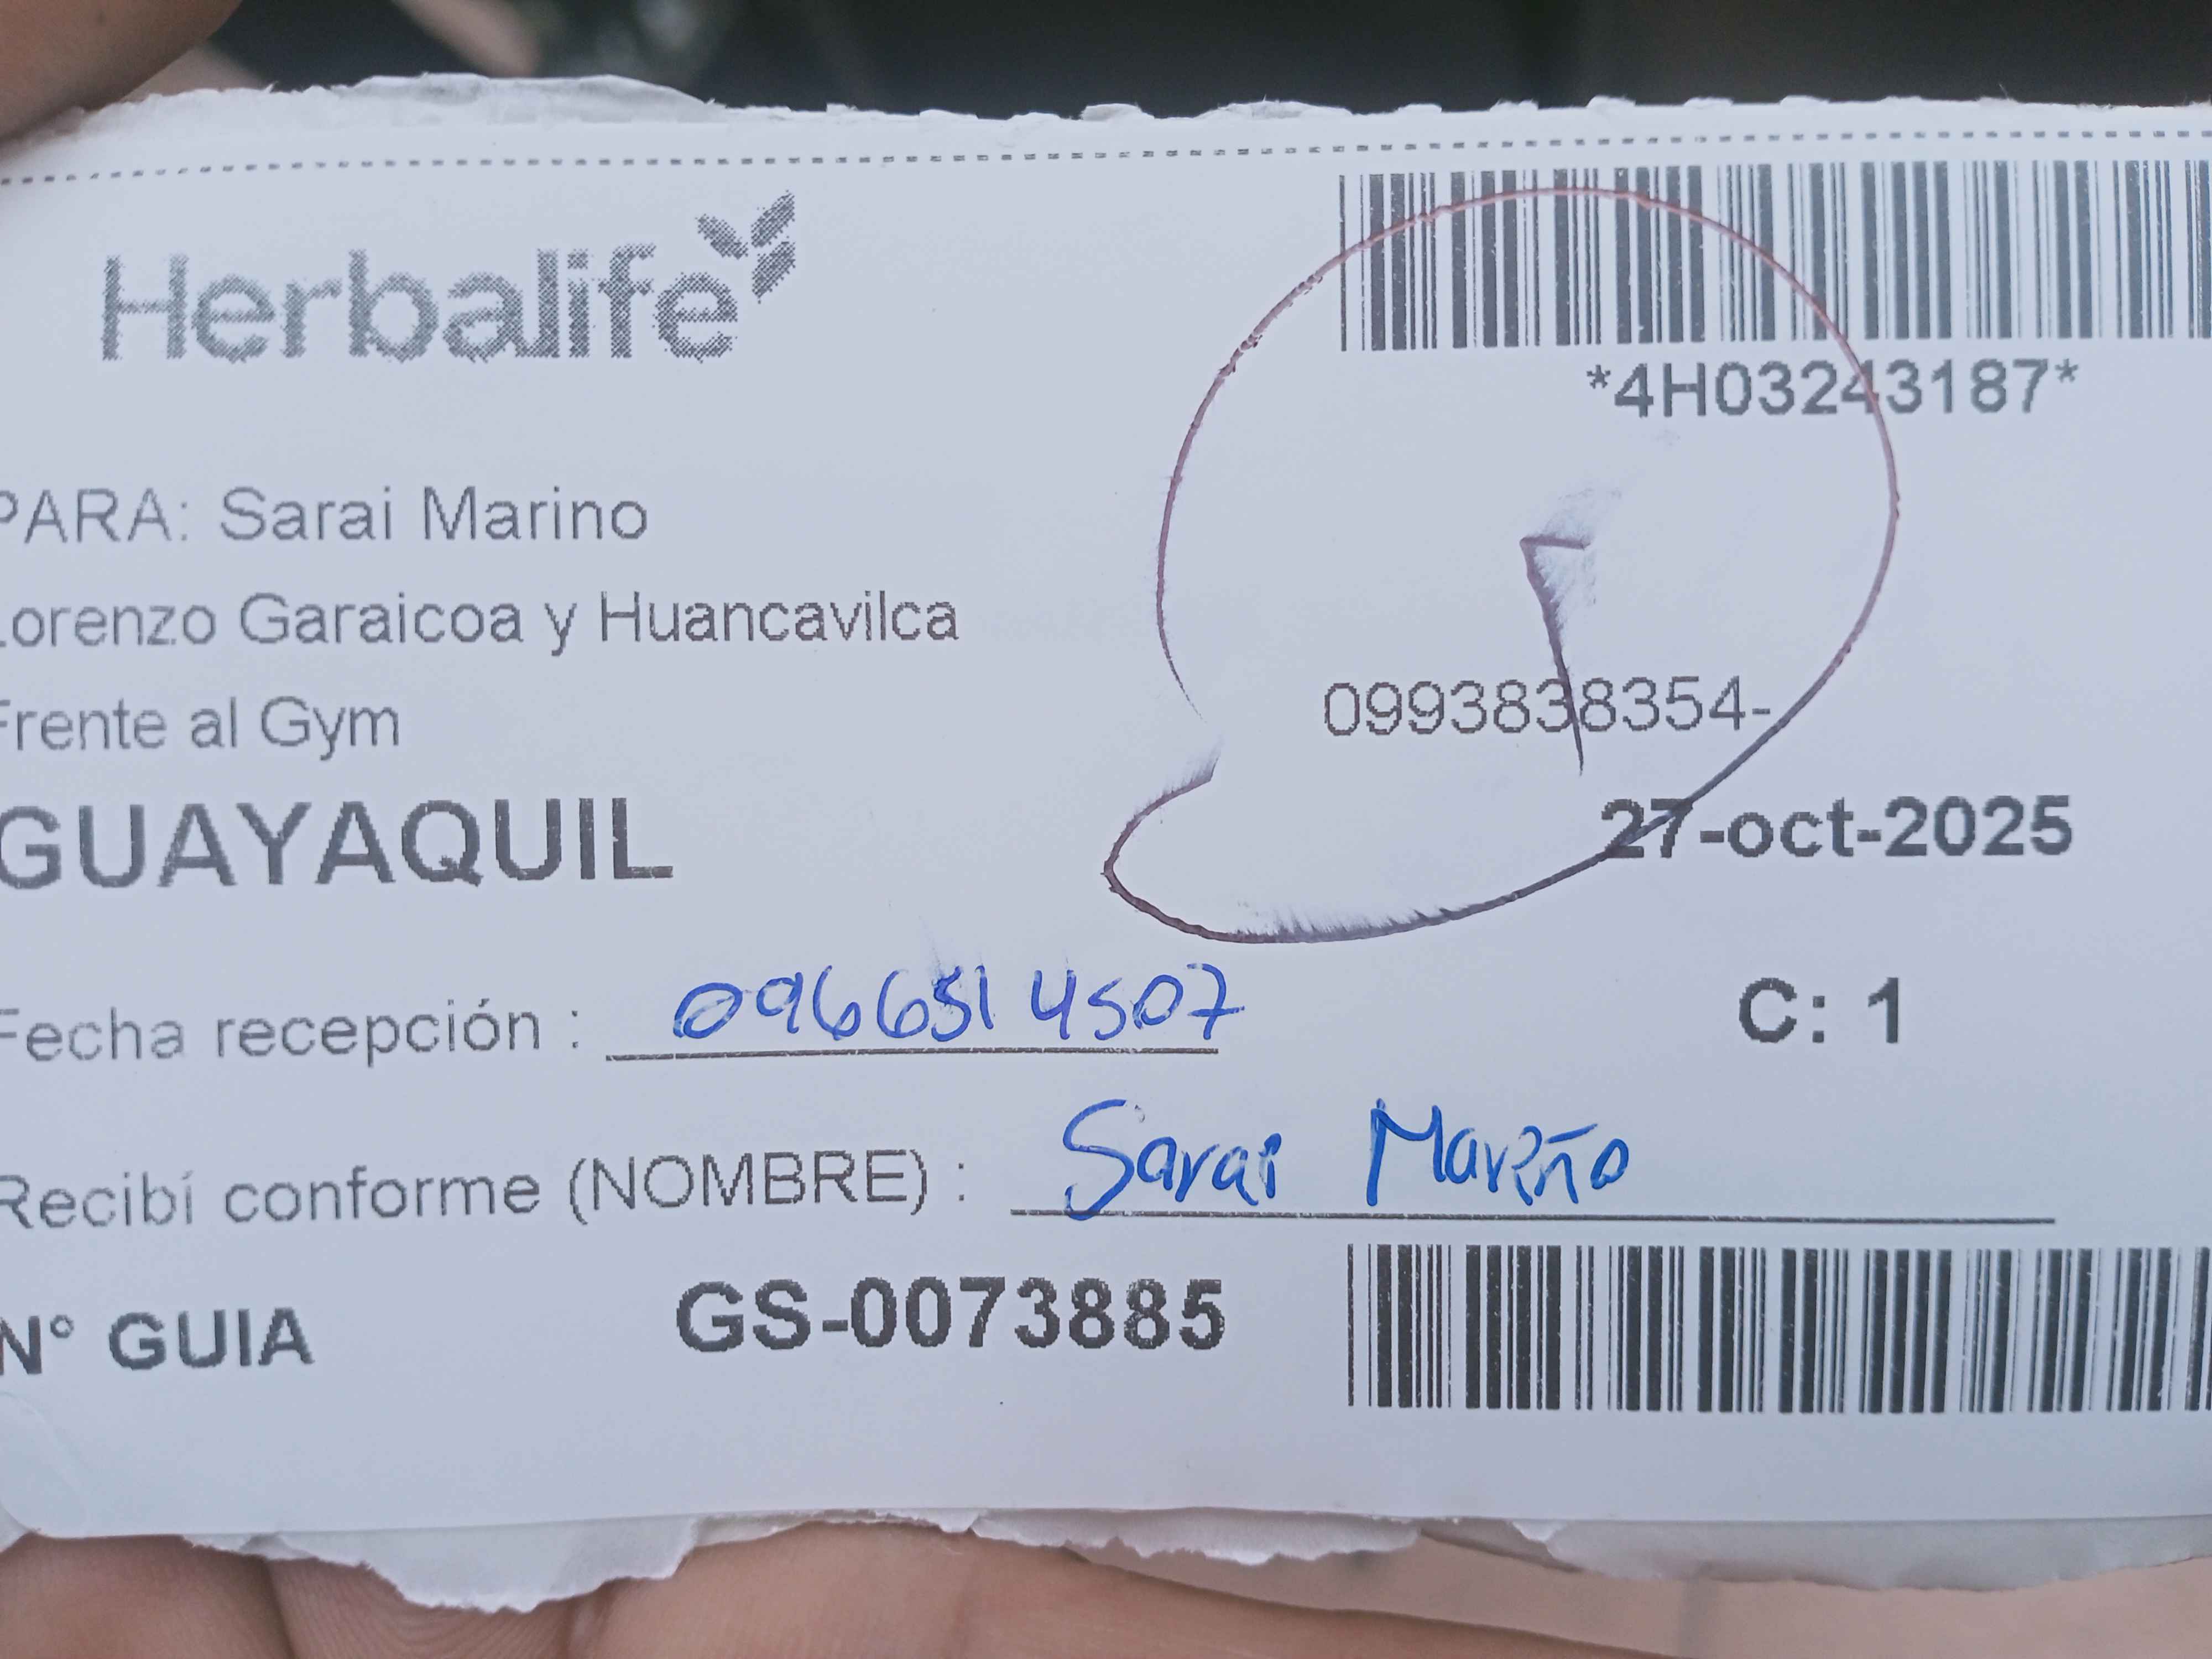 Herbalife
*4H03243187*
PARA: Sarai Marino
Lorenzo Garaicoa y Huancavilca
Frente al Gym
0993838354-
GUAYAQUIL
27-oct-2025
Fecha recepción : 0966514507
C: 1
Recibí conforme (NOMBRE) : Sarai Mareño
N° GUIA GS-0073885